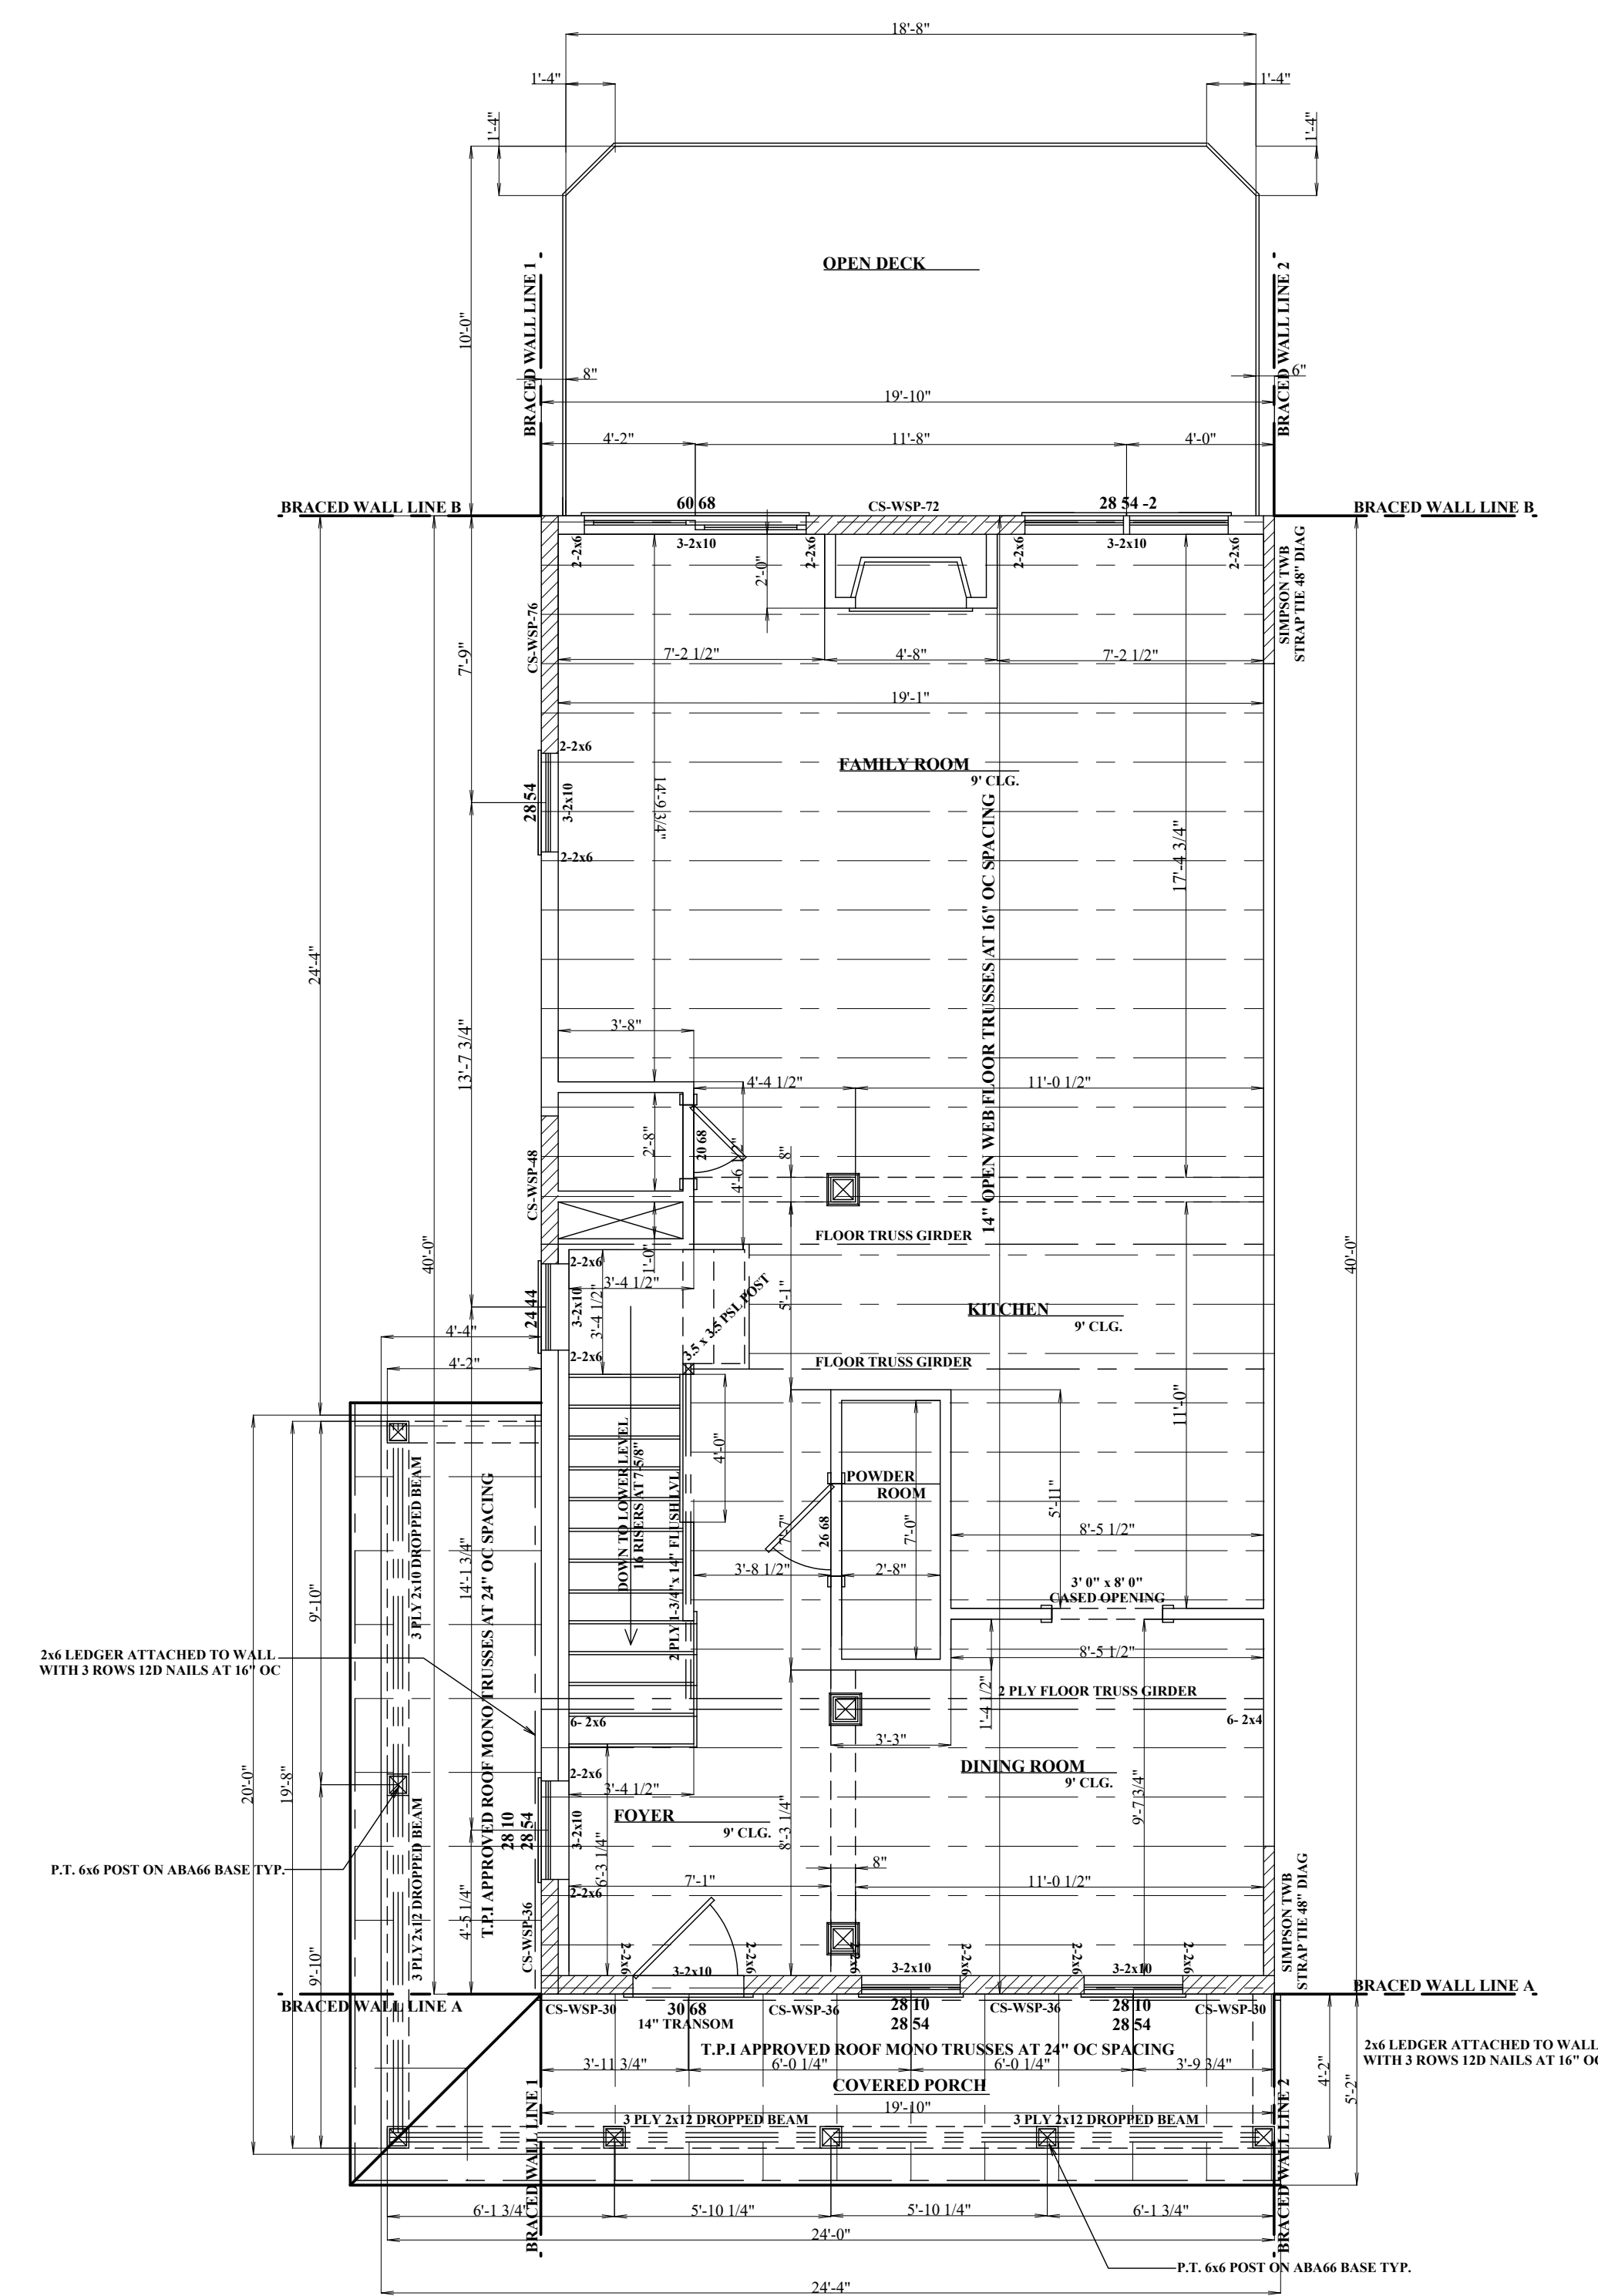 18'-8"
1'-4"
1'-4"
1'-4"
1'-4"
OPEN DECK
BRACED WALL LINE 1
BRACED WALL LINE 2
10'-0"
8"
6"
19'-10"
4'-2"
11'-8"
4'-0"
BRACED WALL LINE B
60 68
CS-WSP-72
28 54 -2
BRACED WALL LINE B
2-2x6
3-2x10
2-2x6
2-2x6
3-2x10
2-2x6
2'-0"
SIMPSON TWB
STRAP TIE 48" DIAG
CS-WSP-76
7'-9"
7'-2 1/2"
4'-8"
7'-2 1/2"
19'-1"
2-2x6
28 54
3-2x10
2-2x6
14'-9 3/4"
FAMILY ROOM
9' CLG.
14" OPEN WEB FLOOR TRUSSES AT 16" OC SPACING
17'-4 3/4"
24'-4"
40'-0"
13'-7 3/4"
3'-8"
4'-4 1/2"
11'-0 1/2"
2'-8"
20 68
4'-6 1/2"
8"
CS-WSP-48
FLOOR TRUSS GIRDER
40'-0"
1'-0"
2-2x6
3'-4 1/2"
24 44
3-2x10
3'-4 1/2"
2-2x6
3.5 x 3.5 PSL POST
5'-1"
KITCHEN
9' CLG.
4'-4"
4'-2"
FLOOR TRUSS GIRDER
11'-0"
4'-0"
DOWN TO LOWER LEVEL
16 RISERS AT 7-5/8"
2 PLY 1-3/4"x 14" FLUSH LVL
POWDER
ROOM
26 68
7'-7"
7'-0"
5'-11"
8'-5 1/2"
3'-8 1/2"
2'-8"
3' 0" x 8' 0"
CASED OPENING
8'-5 1/2"
3 PLY 2x10 DROPPED BEAM
T.P.I APPROVED ROOF MONO TRUSSES AT 24" OC SPACING
14'-1 3/4"
9'-10"
2x6 LEDGER ATTACHED TO WALL
WITH 3 ROWS 12D NAILS AT 16" OC
20'-0"
19'-8"
1'-4 1/2"
2 PLY FLOOR TRUSS GIRDER
6- 2x6
6- 2x4
3'-3"
DINING ROOM
9' CLG.
2-2x6
3'-4 1/2"
FOYER
9' CLG.
28 10
28 54
3-2x10
6'-3 1/4"
8'-3 1/4"
9'-7 3/4"
P.T. 6x6 POST ON ABA66 BASE TYP.
3 PLY 2x12 DROPPED BEAM
9'-10"
4'-5 1/4"
2-2x6
7'-1"
8"
11'-0 1/2"
CS-WSP-36
SIMPSON TWB
STRAP TIE 48" DIAG
2-2x6
3-2x10
2-2x6
2-2x6
3-2x10
2-2x6
2-2x6
3-2x10
2-2x6
BRACED WALL LINE A
CS-WSP-30
30 68
14" TRANSOM
CS-WSP-36
28 10
28 54
CS-WSP-36
28 10
28 54
CS-WSP-30
BRACED WALL LINE A
T.P.I APPROVED ROOF MONO TRUSSES AT 24" OC SPACING
3'-11 3/4"
6'-0 1/4"
6'-0 1/4"
3'-9 3/4"
2x6 LEDGER ATTACHED TO WALL
WITH 3 ROWS 12D NAILS AT 16" OC
4'-2"
5'-2"
COVERED PORCH
19'-10"
3 PLY 2x12 DROPPED BEAM
3 PLY 2x12 DROPPED BEAM
BRACED WALL LINE 1
BRACED WALL LINE 2
6'-1 3/4"
5'-10 1/4"
5'-10 1/4"
6'-1 3/4"
24'-0"
P.T. 6x6 POST ON ABA66 BASE TYP.
24'-4"